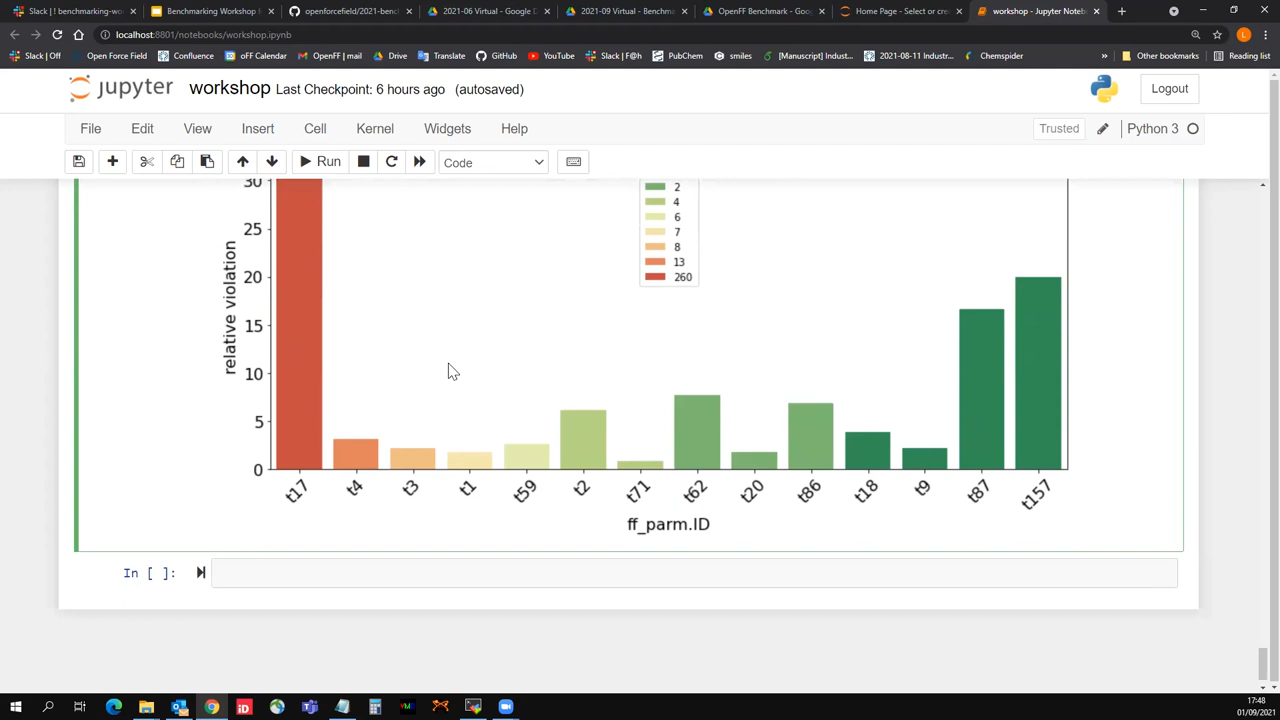 Slack | ! benchmarking-wo
Benchmarking Workshop
openforcefield/2021-benc
2021-06 Virtual - Google D
2021-09 Virtual - Benchma
OpenFF Benchmark - Goog
Home Page - Select or cre
workshop - Jupyter Noteb
localhost:8801/notebooks/workshop.ipynb
Slack | Off
Open Force Field
Confluence
oFF Calendar
OpenFF | mail
Drive
Translate
GitHub
YouTube
Slack | F@h
PubChem
smiles
[Manuscript] Indust...
2021-08-11 Industr...
Chemspider
»
Other bookmarks
Reading list
jupyter workshop Last Checkpoint: 6 hours ago (autosaved)
Logout
File Edit View Insert Cell Kernel Widgets Help
Trusted
Python 3
Run
Code
30
25
20
15
10
5
0
relative violation
2
4
6
7
8
13
260
t17 t4 t3 t1 t59 t2 t71 t62 t20 t86 t18 t9 t87 t157
ff_parm.ID
In [ ]:
iD
17:48
01/09/2021